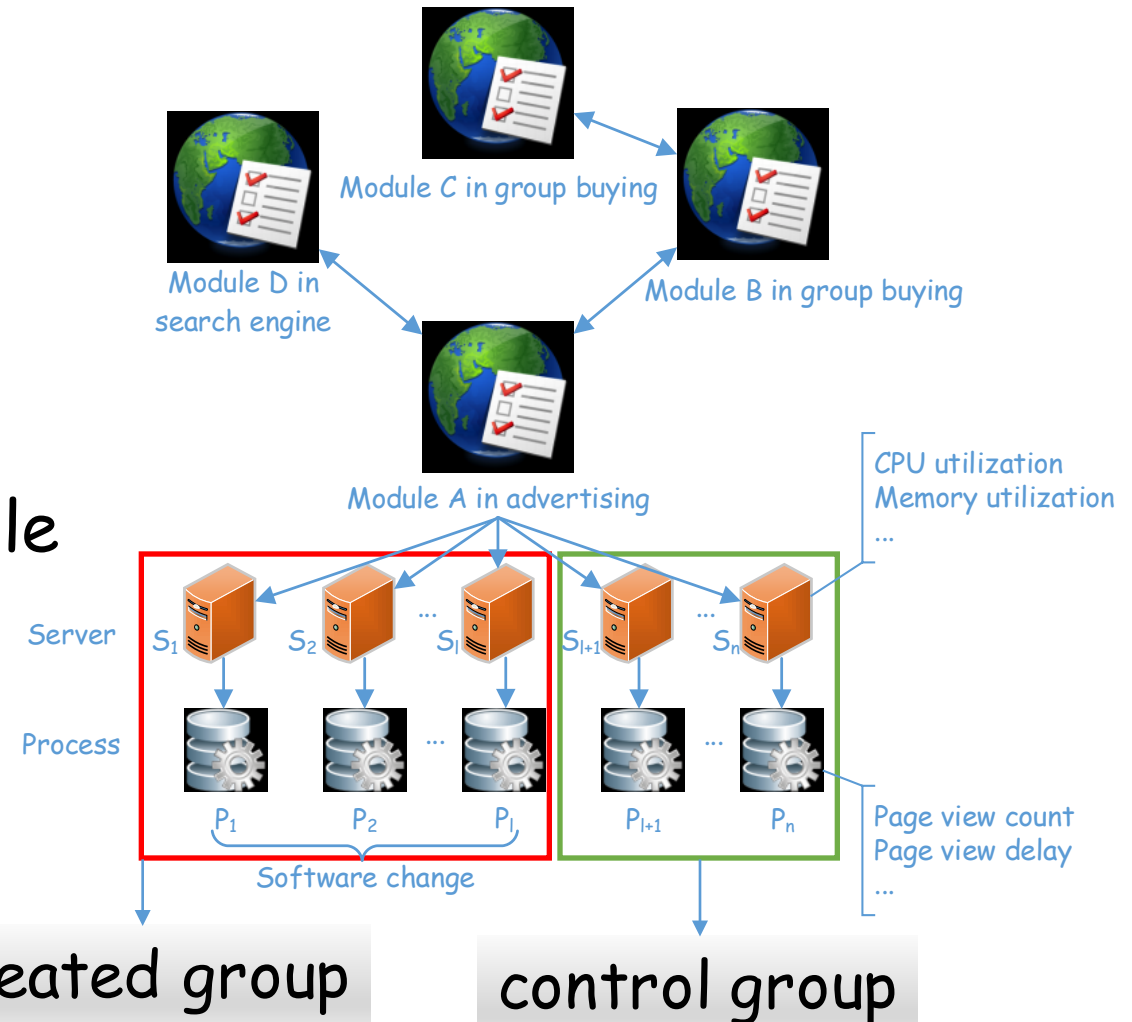 Module C in group buying
Module D in
search engine
Module B in group buying
CPU utilization
Memory utilization
...
Module A in advertising
le
Server
S1
S2
...
Sl
Sl+1
...
Sn
Process
...
...
P1
P2
Pl
Pl+1
Pn
Page view count
Page view delay
...
Software change
eated group
control group